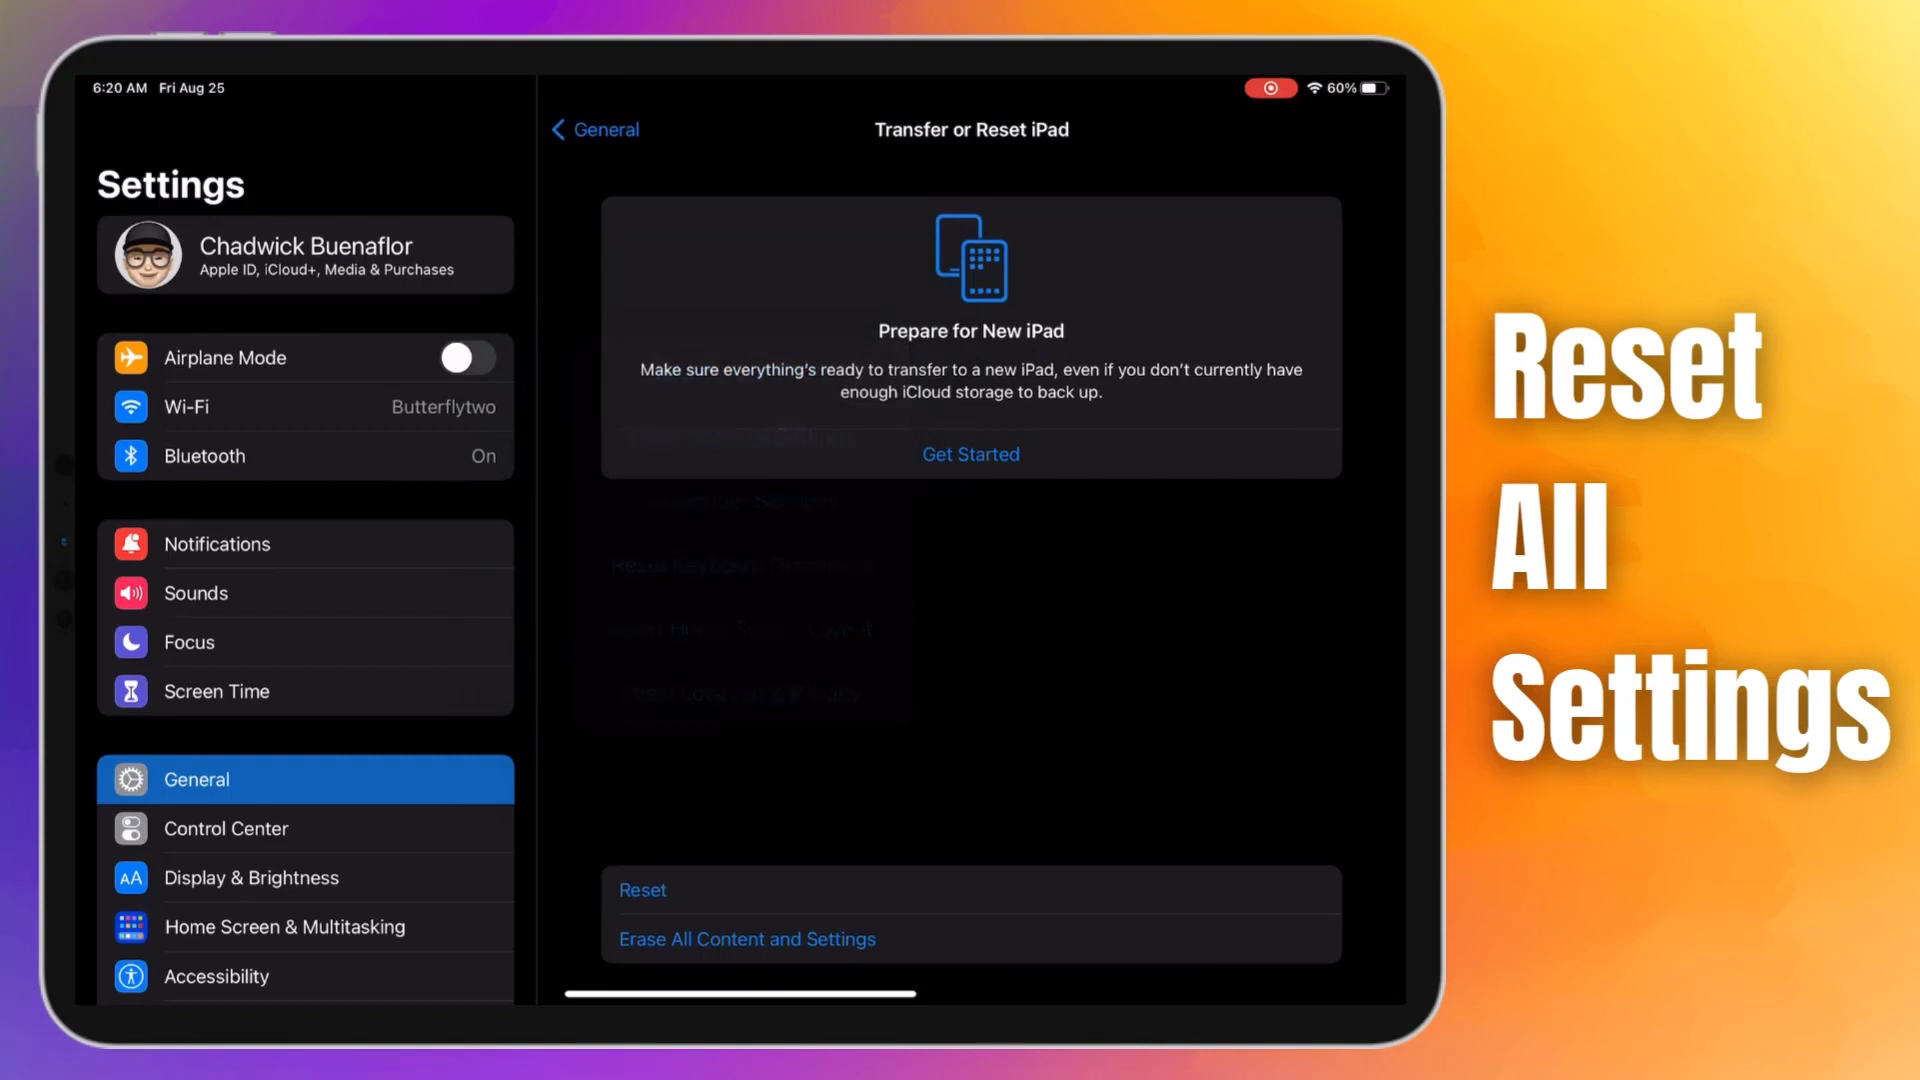 6:20 AM Fri Aug 25
60%
Settings
Chadwick Buenaflor
Apple ID, iCloud+, Media & Purchases
Airplane Mode
Wi-Fi Butterflytwo
Bluetooth On
Notifications
Sounds
Focus
Screen Time
General
Control Center
AA Display & Brightness
Home Screen & Multitasking
Accessibility
General
Transfer or Reset iPad
Prepare for New iPad
Make sure everything's ready to transfer to a new iPad, even if you don't currently have
enough iCloud storage to back up.
Get Started
Reset
Erase All Content and Settings
Reset
All
Settings